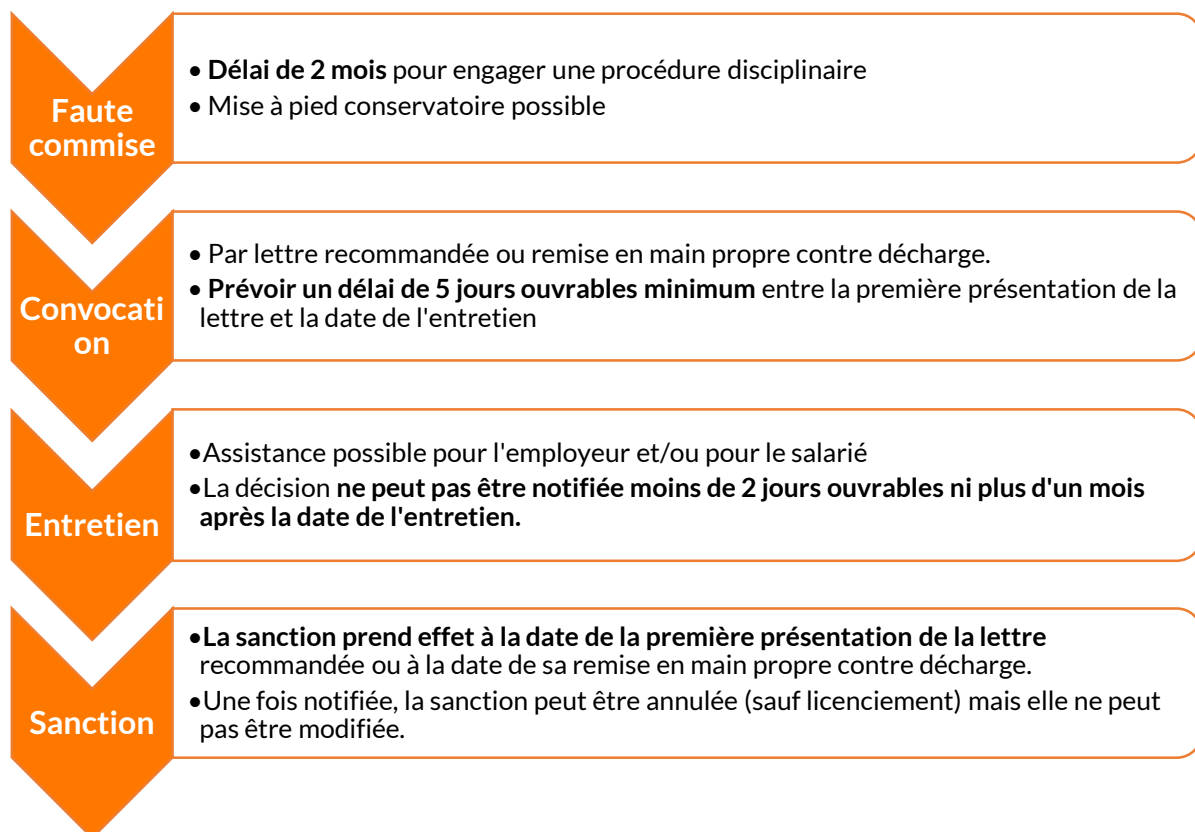 Faute
commise
• Délai de 2 mois pour engager une procédure disciplinaire
• Mise à pied conservatoire possible
Convocati
on
• Par lettre recommandée ou remise en main propre contre décharge.
• Prévoir un délai de 5 jours ouvrables minimum entre la première présentation de la
lettre et la date de l'entretien
Entretien
•Assistance possible pour l'employeur et/ou pour le salarié
•La décision ne peut pas être notifiée moins de 2 jours ouvrables ni plus d'un mois
après la date de l'entretien.
Sanction
•La sanction prend effet à la date de la première présentation de la lettre
recommandée ou à la date de sa remise en main propre contre décharge.
•Une fois notifiée, la sanction peut être annulée (sauf licenciement) mais elle ne peut
pas être modifiée.